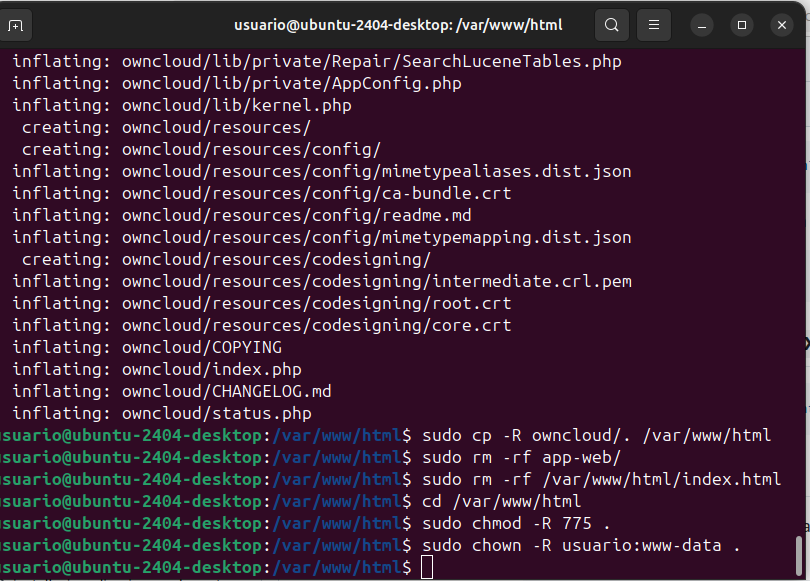 usuario@ubuntu-2404-desktop: /var/www/html
inflating: owncloud/lib/private/Repair/SearchLuceneTables.php
inflating: owncloud/lib/private/AppConfig.php
inflating: owncloud/lib/kernel.php
creating: owncloud/resources/
creating: owncloud/resources/config/
inflating: owncloud/resources/config/mimetypealiases.dist.json
inflating: owncloud/resources/config/ca-bundle.crt
inflating: owncloud/resources/config/readme.md
inflating: owncloud/resources/config/mimetypemapping.dist.json
creating: owncloud/resources/codesigning/
inflating: owncloud/resources/codesigning/intermediate.crl.pem
inflating: owncloud/resources/codesigning/root.crt
inflating: owncloud/resources/codesigning/core.crt
inflating: owncloud/COPYING
inflating: owncloud/index.php
inflating: owncloud/CHANGELOG.md
inflating: owncloud/status.php
suario@ubuntu-2404-desktop:/var/www/html$ sudo cp -R owncloud/. /var/www/html
suario@ubuntu-2404-desktop:/var/www/html$ sudo rm -rf app-web/
suario@ubuntu-2404-desktop:/var/www/html$ sudo rm -rf /var/www/html/index.html
suario@ubuntu-2404-desktop:/var/www/html$ cd /var/www/html
suario@ubuntu-2404-desktop:/var/www/html$ sudo chmod -R 775 .
suario@ubuntu-2404-desktop:/var/www/html$ sudo chown -R usuario:www-data .
suario@ubuntu-2404-desktop:/var/www/html$